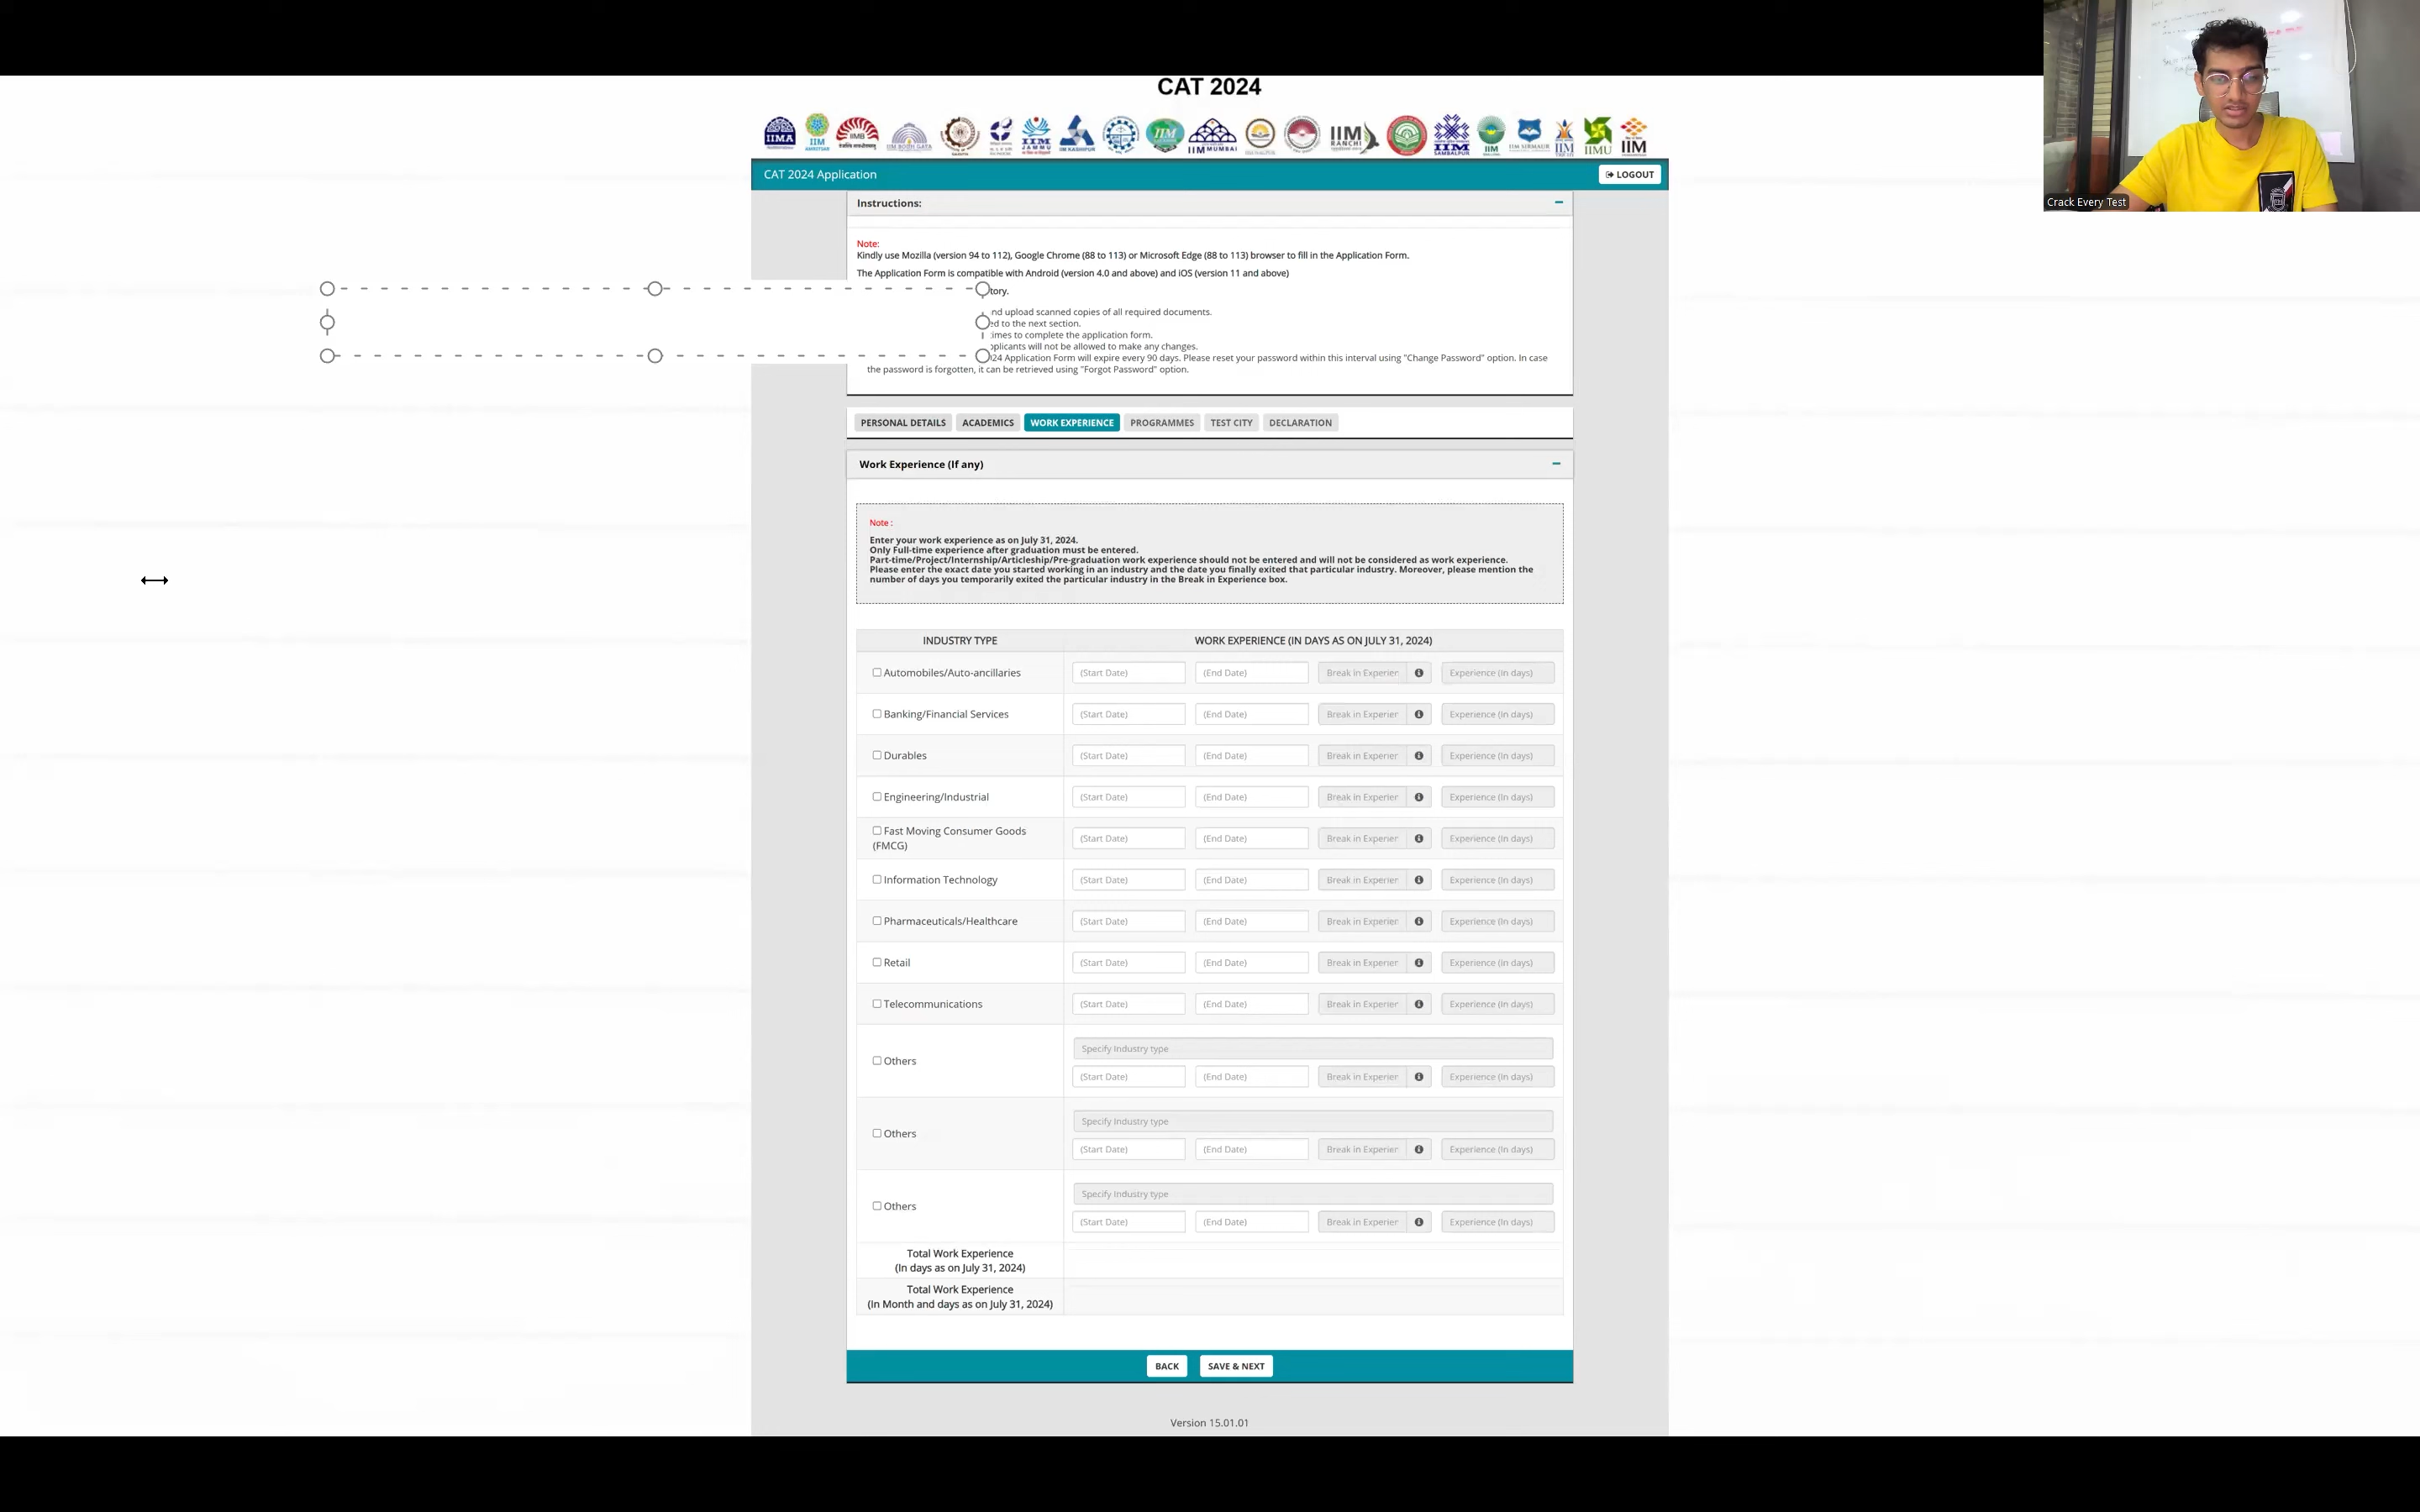 CAT 2024
IIMA
IIM
AMRITSAR
IIMB
IIM BODH GAYA
IIM
JAMMU
IIM KASHIPUR
IIM
IIM MUMBAI
IIM
RANCHI
IIM
SAMBALPUR
IIM
IIM SIRMAUR
IIM
IIMU
IIM
CAT 2024 Application
LOGOUT
Crack Every Test
Instructions:
Note:
Kindly use Mozilla (version 94 to 112), Google Chrome (88 to 113) or Microsoft Edge (88 to 113) browser to fill in the Application Form.
The Application Form is compatible with Android (version 4.0 and above) and iOS (version 11 and above)
tory.
nd upload scanned copies of all required documents.
ed to the next section.
times to complete the application form.
pplicants will not be allowed to make any changes.
24 Application Form will expire every 90 days. Please reset your password within this interval using "Change Password" option. In case
the password is forgotten, it can be retrieved using "Forgot Password" option.
PERSONAL DETAILS ACADEMICS WORK EXPERIENCE PROGRAMMES TEST CITY DECLARATION
Work Experience (If any)
Note :
Enter your work experience as on July 31, 2024.
Only Full-time experience after graduation must be entered.
Part-time/Project/Internship/Articleship/Pre-graduation work experience should not be entered and will not be considered as work experience.
Please enter the exact date you started working in an industry and the date you finally exited that particular industry. Moreover, please mention the
number of days you temporarily exited the particular industry in the Break in Experience box.
INDUSTRY TYPE WORK EXPERIENCE (IN DAYS AS ON JULY 31, 2024)
Automobiles/Auto-ancillaries (Start Date) (End Date) Break in Experien Experience (In days)
Banking/Financial Services (Start Date) (End Date) Break in Experien Experience (In days)
Durables (Start Date) (End Date) Break in Experien Experience (In days)
Engineering/Industrial (Start Date) (End Date) Break in Experien Experience (In days)
Fast Moving Consumer Goods
(FMCG) (Start Date) (End Date) Break in Experien Experience (In days)
Information Technology (Start Date) (End Date) Break in Experien Experience (In days)
Pharmaceuticals/Healthcare (Start Date) (End Date) Break in Experien Experience (In days)
Retail (Start Date) (End Date) Break in Experien Experience (In days)
Telecommunications (Start Date) (End Date) Break in Experien Experience (In days)
Specify Industry type
Others
(Start Date) (End Date) Break in Experien Experience (In days)
Specify Industry type
Others
(Start Date) (End Date) Break in Experien Experience (In days)
Specify Industry type
Others
(Start Date) (End Date) Break in Experien Experience (In days)
Total Work Experience
(In days as on July 31, 2024)
Total Work Experience
(In Month and days as on July 31, 2024)
BACK SAVE & NEXT
Version 15.01.01